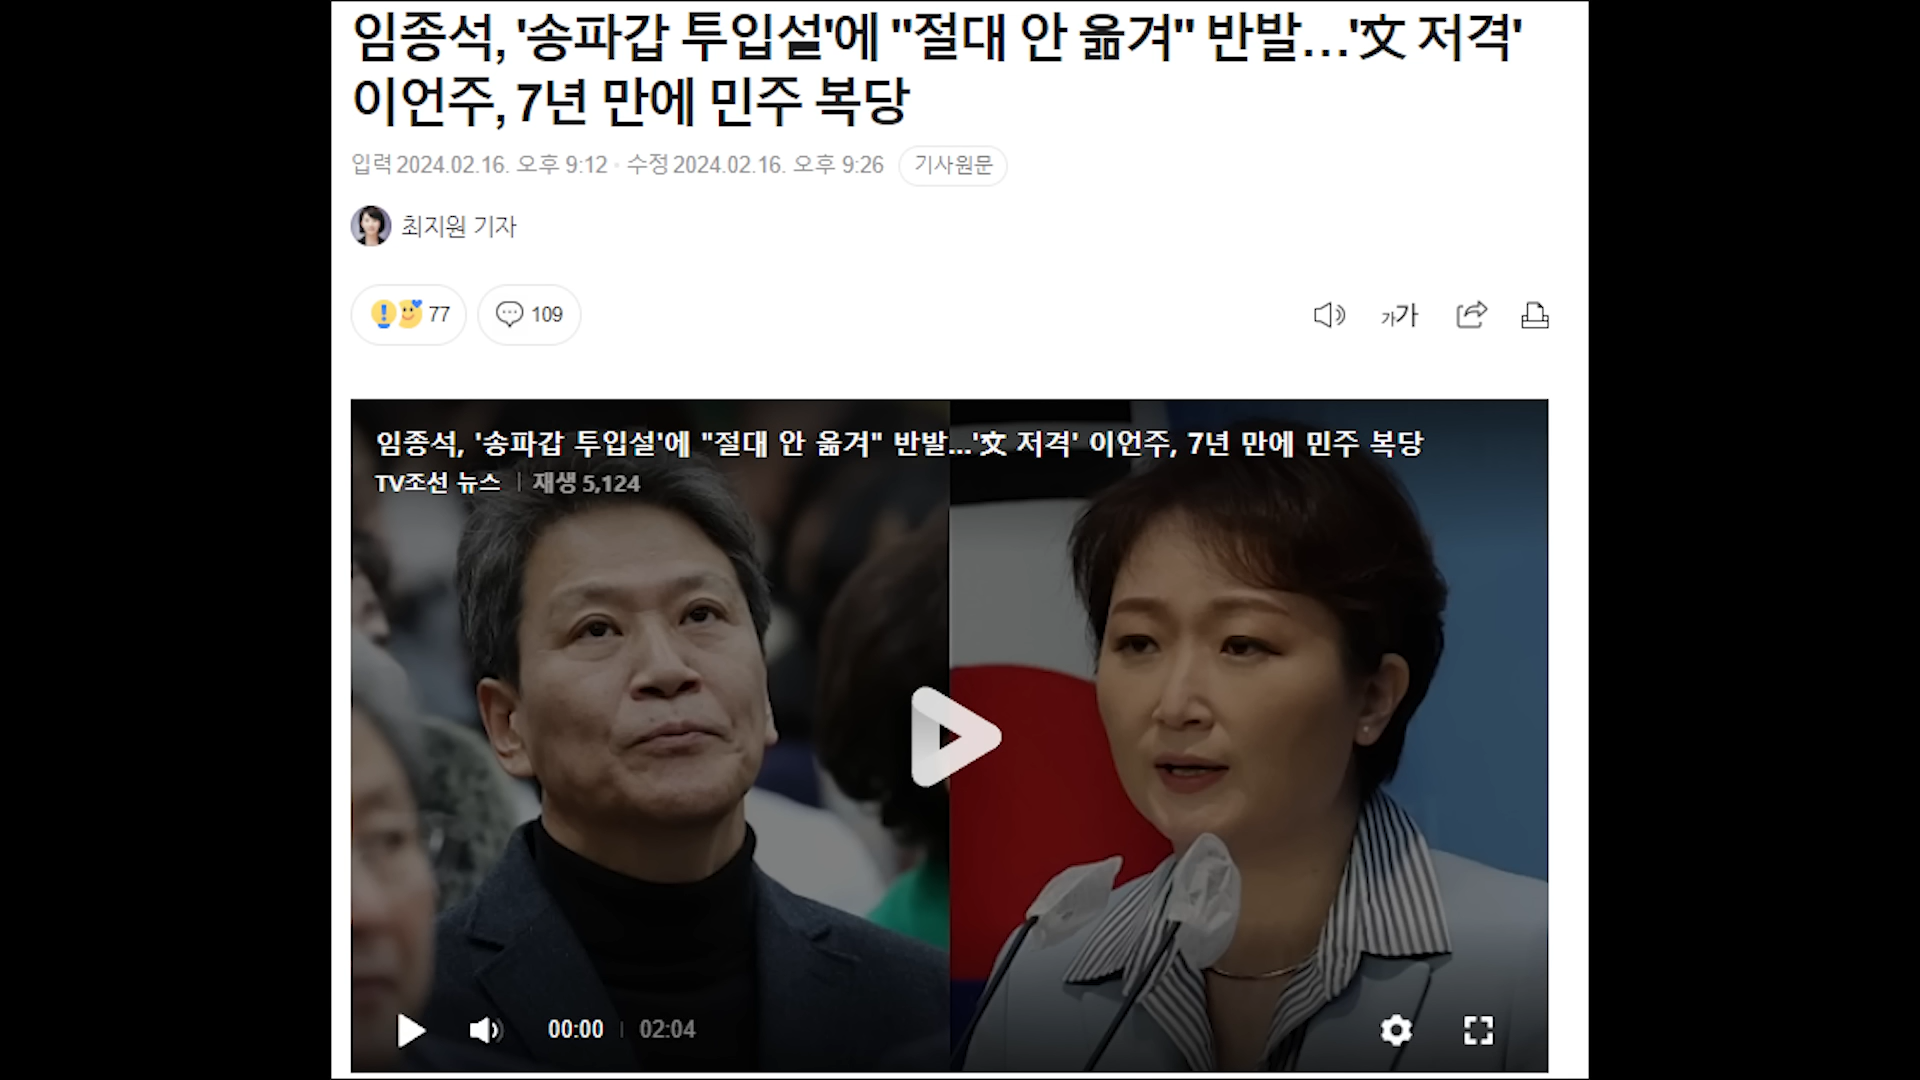 임종석, '송파갑 투입설'에 "절대 안 옮겨" 반발…'文 저격'
이언주, 7년 만에 민주 복당
입력 2024.02.16. 오후 9:12 · 수정 2024.02.16. 오후 9:26 기사원문
최지원 기자
77 109 가가
임종석, '송파갑 투입설'에 "절대 안 옮겨" 반발…'文 저격' 이언주, 7년 만에 민주 복당
TV조선 뉴스 | 재생 5,124
00:00 | 02:04